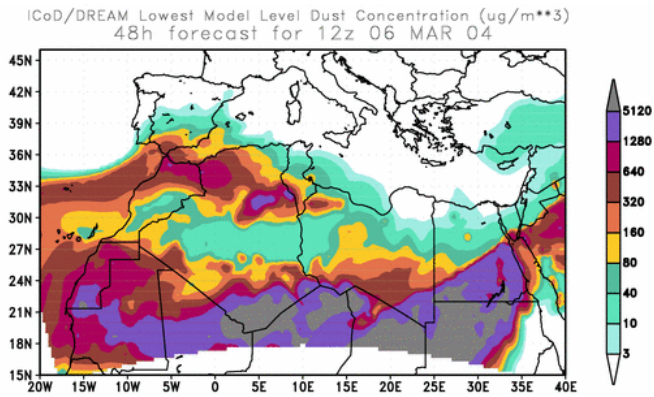 ICoD/DREAM Lowest Model Level Dust Concentration (ug/m**3)
48h forecast for 12z 06 MAR 04
45N
42N
39N
36N
33N
30N
27N
24N
21N
18N
15N
20W 15W 10W 5W 0 5E 10E 15E 20E 25E 30E 35E 40E
5120
1280
640
320
160
80
40
10
3